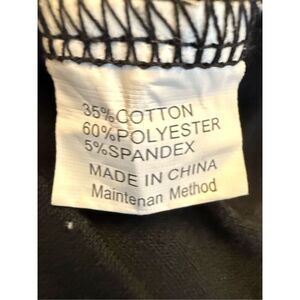 35%COTTON
60%POLYESTER
5%SPANDEX
MADE IN CHINA
Maintenan Method